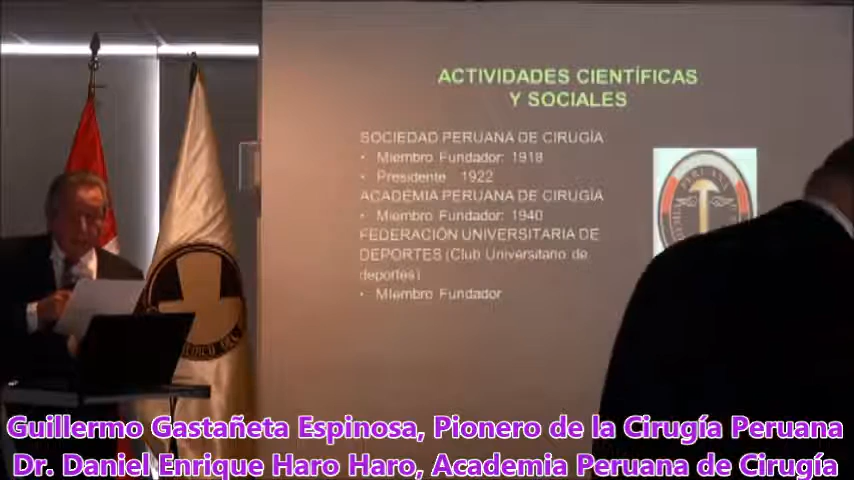 ACTIVIDADES CIENTÍFICAS
Y SOCIALES
SOCIEDAD PERUANA DE CIRUGÍA
• Miembro Fundador: 1918
• Presidente 1922
ACADEMIA PERUANA DE CIRUGÍA
• Miembro Fundador: 1940
FEDERACIÓN UNIVERSITARIA DE
DEPORTES (Club Universitario de
deportes)
• Miembro Fundador
PERUANA
Guillermo Gastañeta Espinosa, Pionero de la Cirugía Peruana
Dr. Daniel Enrique Haro Haro, Academia Peruana de Cirugía